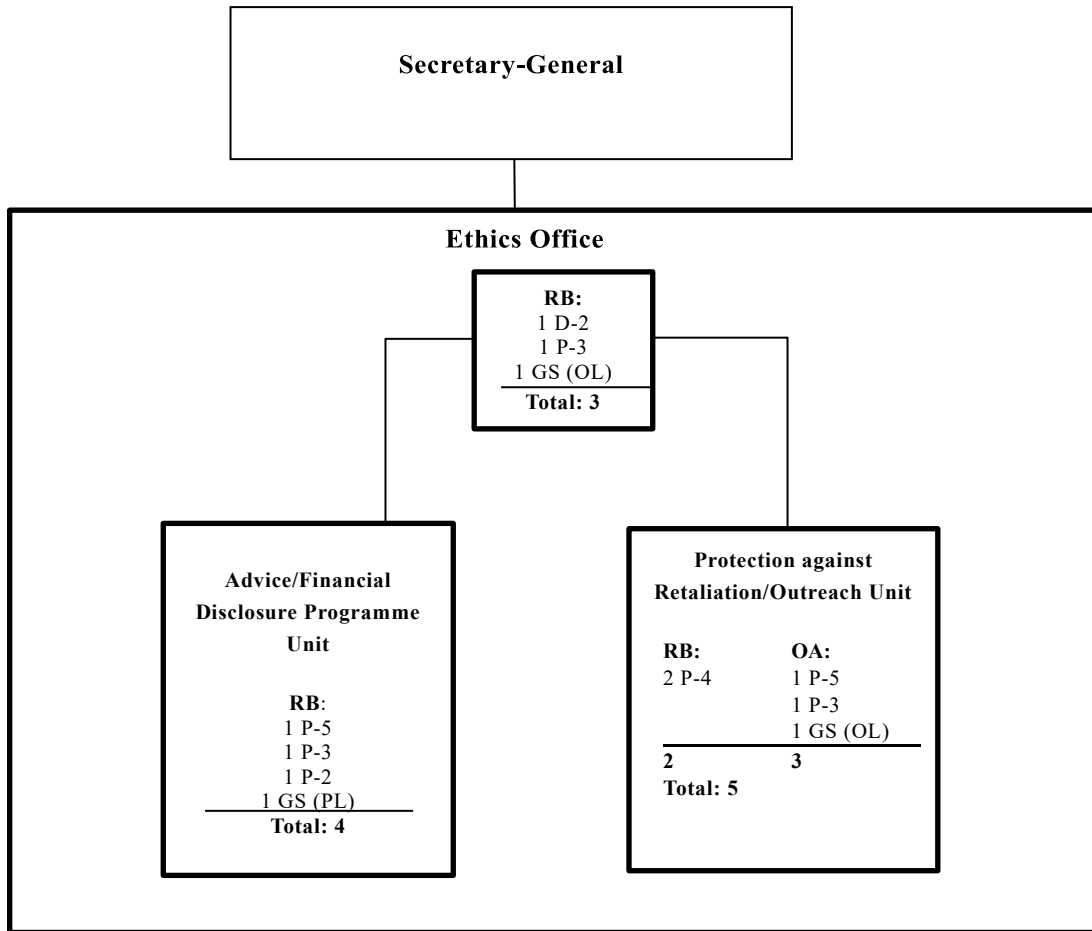 Secretary-General
Ethics Office
RB:
1 D-2
1 P-3
1 GS (OL)
Total: 3
Advice/Financial
Disclosure Programme
Unit
RB:
1 P-5
1 P-3
1 P-2
1 GS (PL)
Total: 4
Protection against
Retaliation/Outreach Unit
RB: OA:
2 P-4 1 P-5
1 P-3
1 GS (OL)
2 3
Total: 5